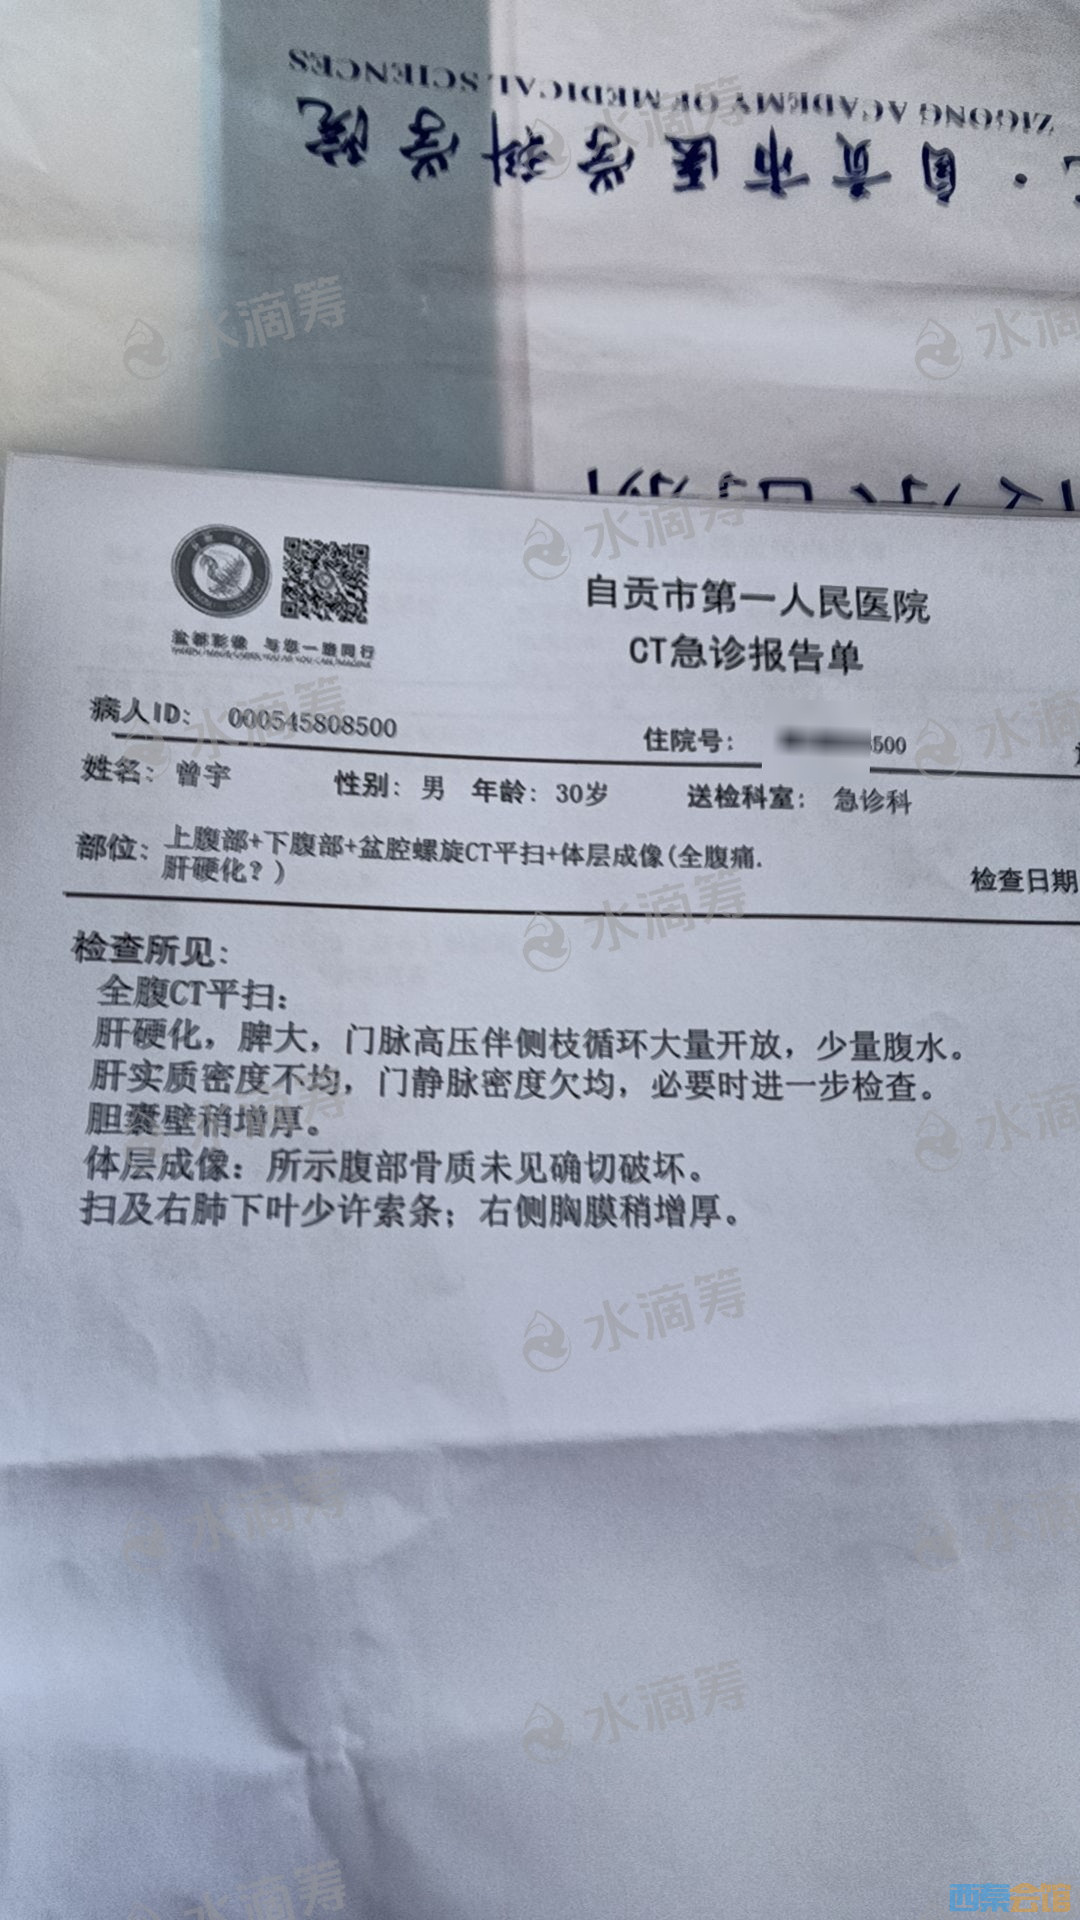 ZIGONG ACADEMY OF MEDICAL SCIENCES
·自贡市医学科学院
自贡市第一人民医院
CT急诊报告单
盐都影像 与您一路同行
病人ID: 000545808500
住院号: 500
姓名: 曾宇 性别: 男 年龄: 30岁 送检科室: 急诊科
部位: 上腹部+下腹部+盆腔螺旋CT平扫+体层成像(全腹痛.
肝硬化?)
检查日期
检查所见:
全腹CT平扫:
肝硬化，脾大，门脉高压伴侧枝循环大量开放，少量腹水。
肝实质密度不均，门静脉密度欠均，必要时进一步检查。
胆囊壁稍增厚。
体层成像: 所示腹部骨质未见确切破坏。
扫及右肺下叶少许索条; 右侧胸膜稍增厚。
水滴筹
西秦会馆